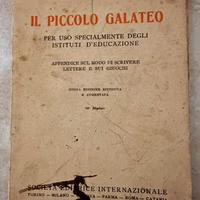 IL PICCOLO GALATEO
PER USO SPECIALMENTE DEGLI
ISTITUTI D'EDUCAZIONE
APPENDICE SUL MODO DI SCRIVERE
LETTERE E SUI GIUOCHI
EDIZIONE RIVEDUTA
E AUMENTATA
SOCIETÀ EDITRICE INTERNAZIONALE
TORINO - MILANO - PARMA - ROMA - CATANIA